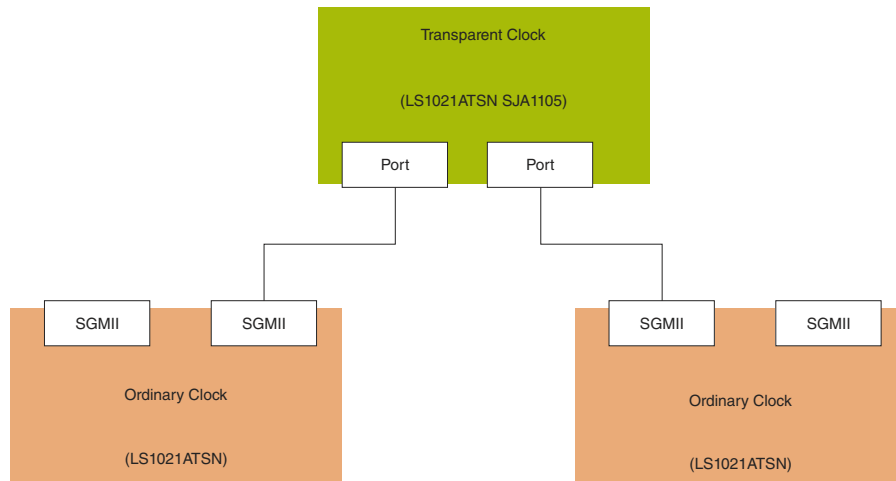 Transparent Clock
(LS1021ATSN SJA1105)
Port
Port
SGMII
SGMII
SGMII
SGMII
Ordinary Clock
Ordinary Clock
(LS1021ATSN)
(LS1021ATSN)